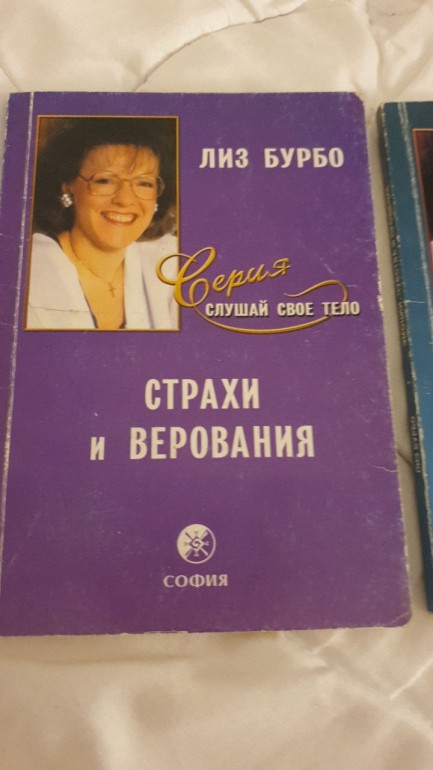 ЛИЗ БУРБО
Серия
СЛУШАЙ СВОЕ ТЕЛО
СТРАХИ
и ВЕРОВАНИЯ
СОФИЯ